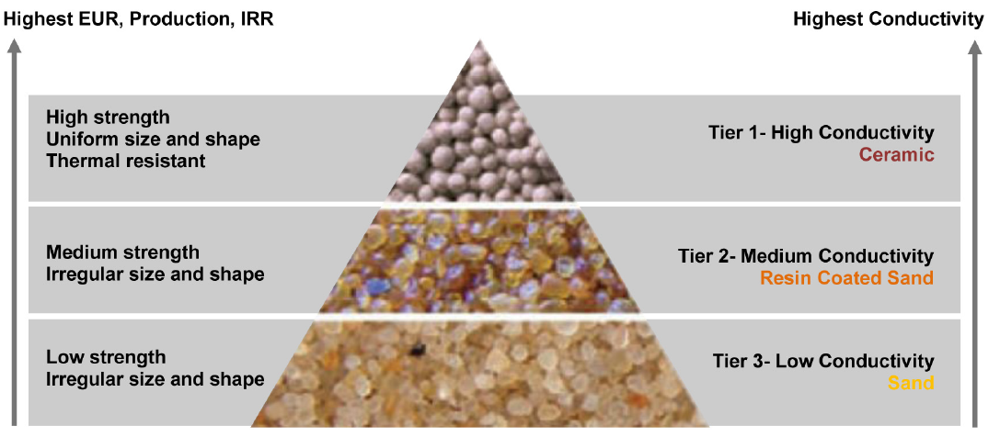 Highest EUR, Production, IRR
Highest Conductivity
High strength
Uniform size and shape
Thermal resistant
Tier 1- High Conductivity
Ceramic
Medium strength
Irregular size and shape
Tier 2- Medium Conductivity
Resin Coated Sand
Low strength
Irregular size and shape
Tier 3- Low Conductivity
Sand